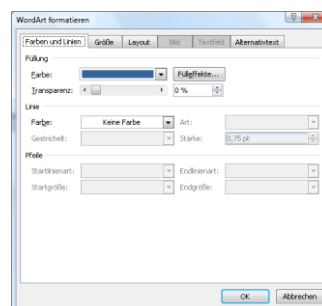 WordArt formatieren
Farben und Linien Größe Layout Bild Textfeld Alternativtext
Füllung
Farbe: Fülleffekte...
Transparenz: 0 %
Linie
Farbe: Keine Farbe Art:
Gestrichelt: Stärke: 0,75 pt
Pfeile
Startlinienart: Endlinienart:
Startgröße: Endgröße:
OK Abbrechen